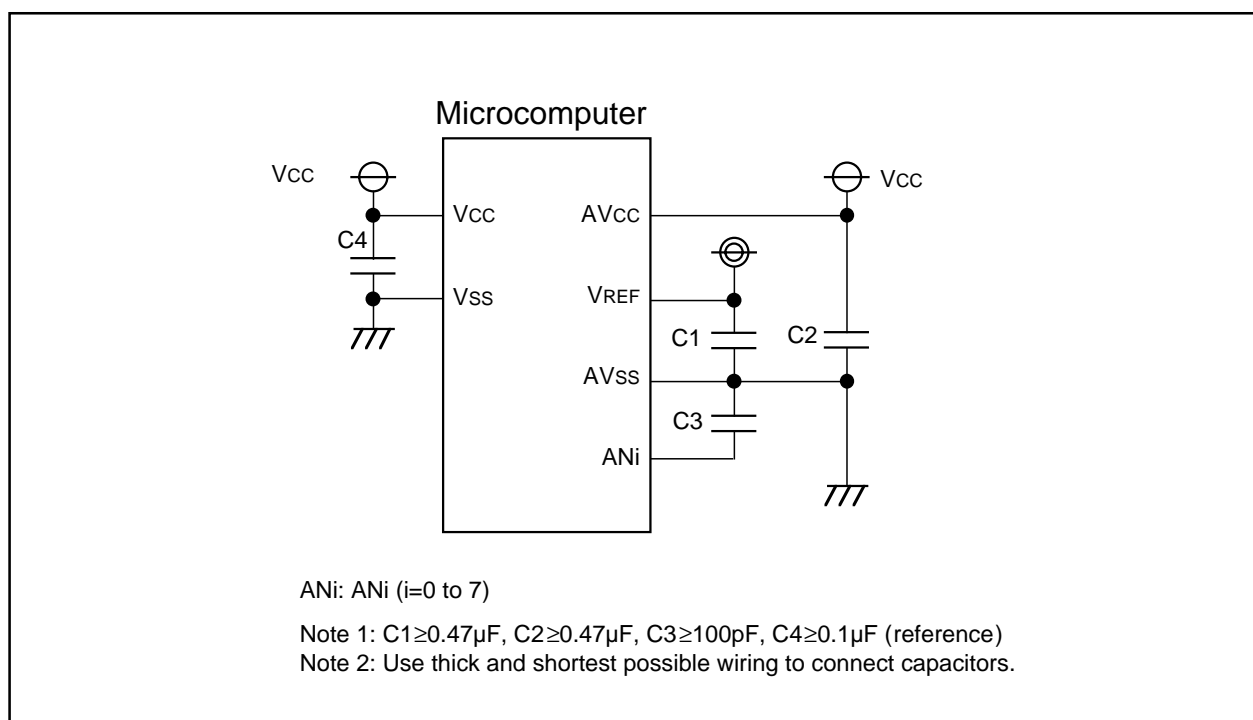 Microcomputer
VCC
VCC
C4
VSS
AVCC
VCC
VREF
C1
C2
AVSS
C3
ANi
ANi: ANi (i=0 to 7)
Note 1: C1≥0.47µF, C2≥0.47µF, C3≥100pF, C4≥0.1µF (reference)
Note 2: Use thick and shortest possible wiring to connect capacitors.